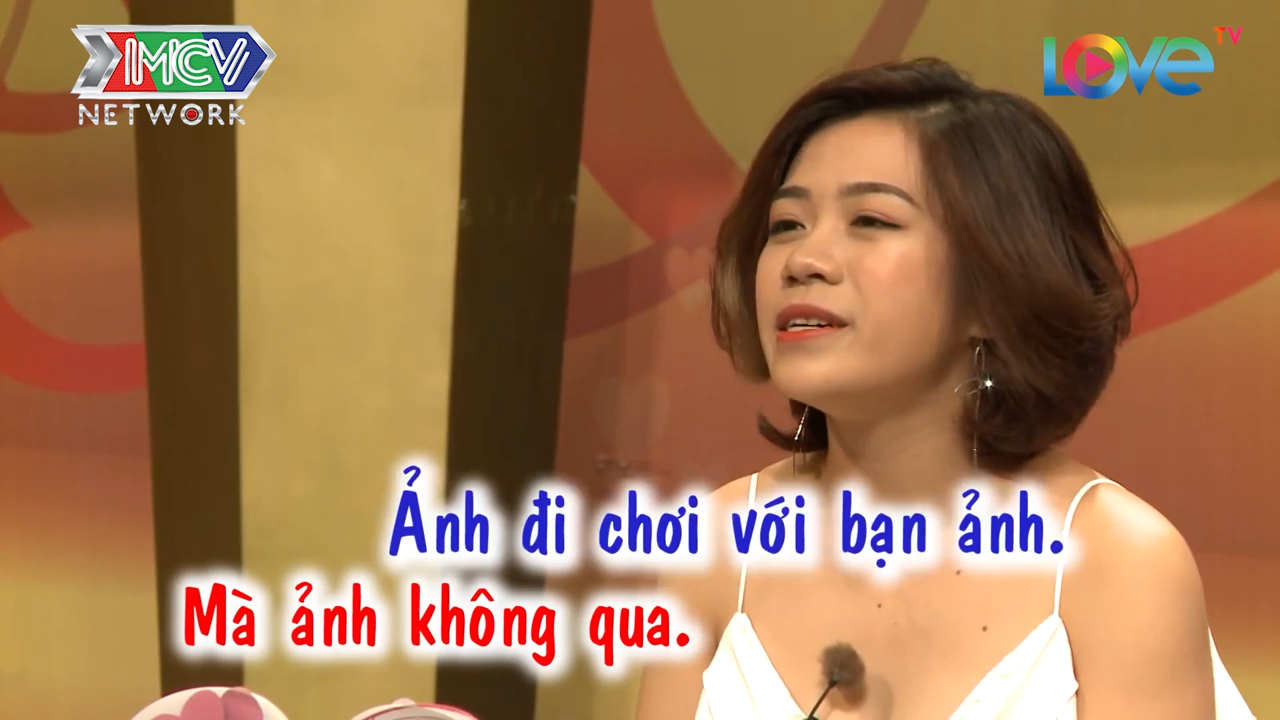 MCV
NETWORK
LOVE TV
Ảnh đi chơi với bạn ảnh.
Mà ảnh không qua.